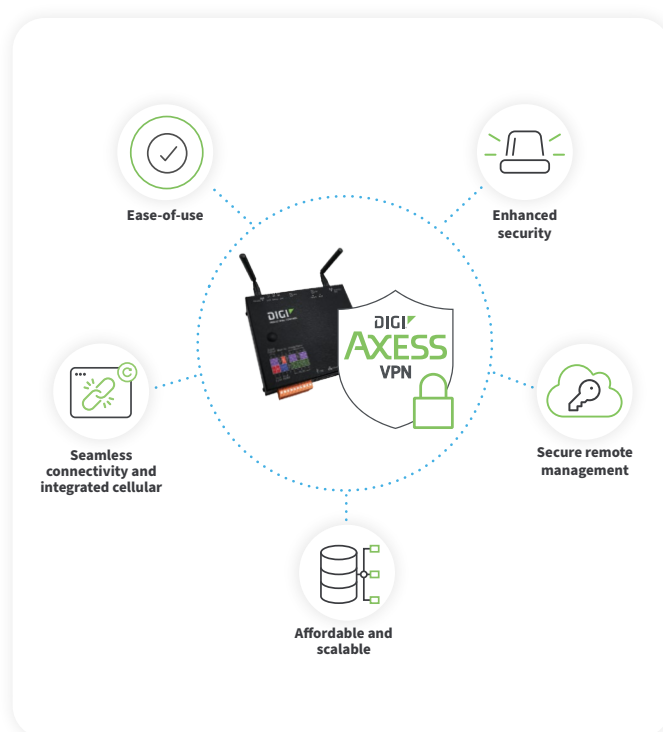 Ease-of-use
Enhanced
security
DIGI
DIGI
AXESS
VPN
Seamless
connectivity and
integrated cellular
Secure remote
management
Affordable and
scalable